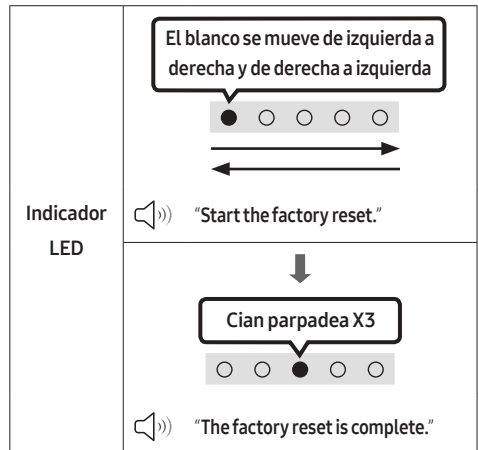 El blanco se mueve de izquierda a
derecha y de derecha a izquierda
Indicador
LED
“Start the factory reset.”
Cian parpadea X3
“The factory reset is complete.”